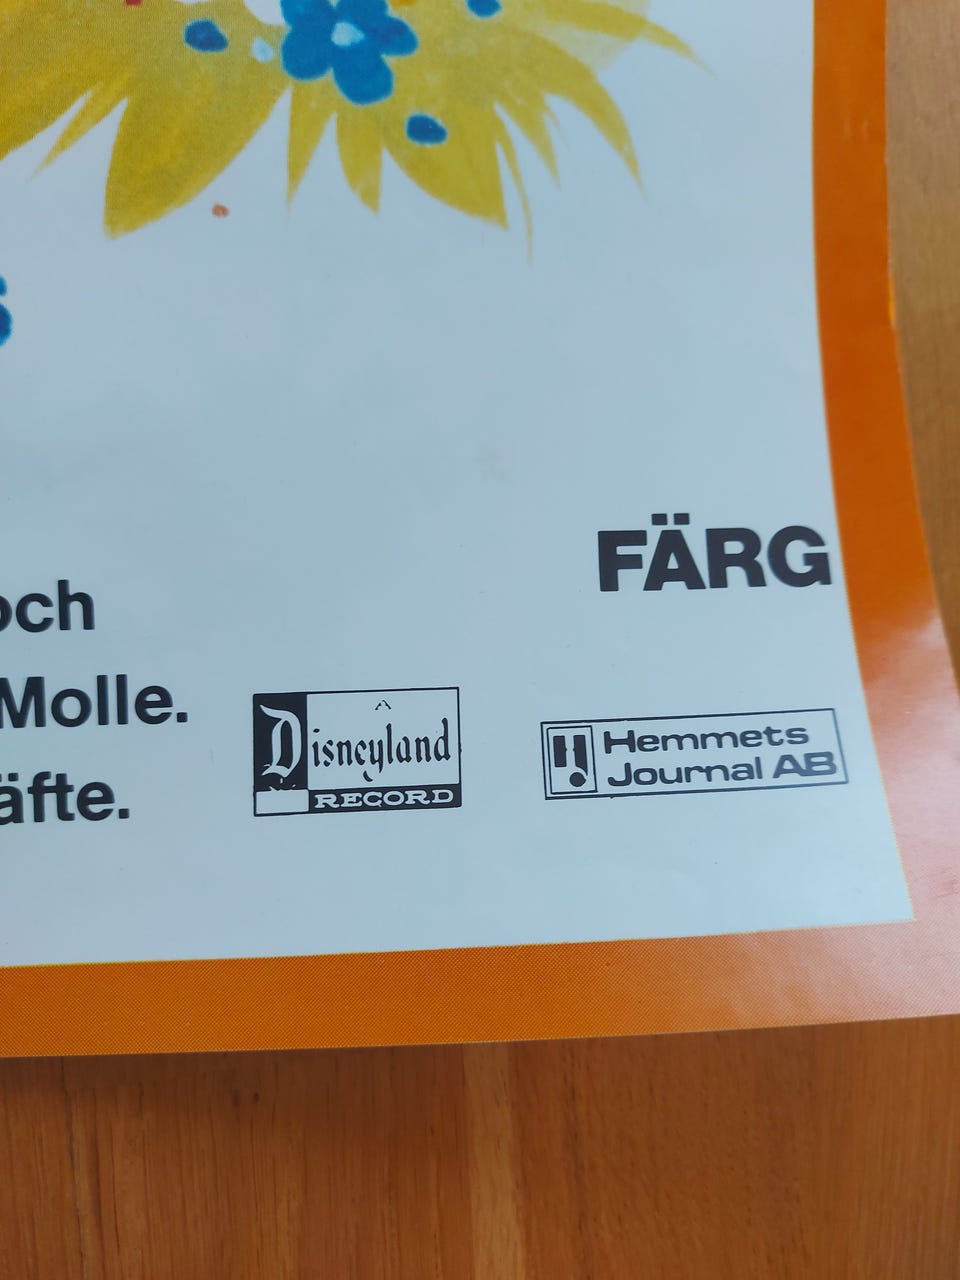 FÄRG
och
Molle.
äfte.
Disneyland
RECORD
Hemmets
Journal AB